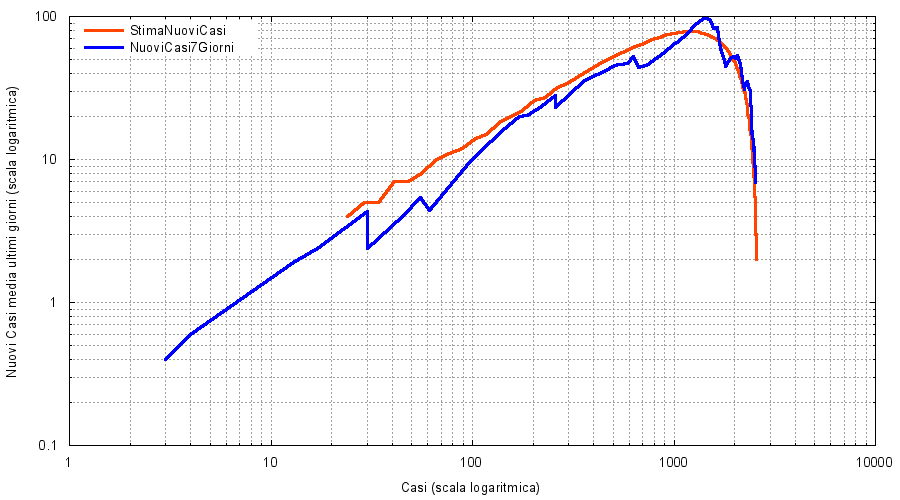 100
StimaNuoviCasi
NuoviCasi7Giorni
10
1
0.1
Nuovi Casi media ultimi giorni (scala logaritmica)
1 10 100 1000 10000
Casi (scala logaritmica)